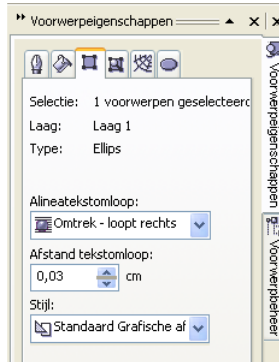 Voorwerpeigenschappen
Selectie: 1 voorwerpen geselecteerd
Laag: Laag 1
Type: Ellips
Alineatekstomloop:
Omtrek - loopt rechts
Afstand tekstomloop:
0,03 cm
Stijl:
Standaard Grafische af
Voorwerpeigenschappen
Voorwerpbeheer